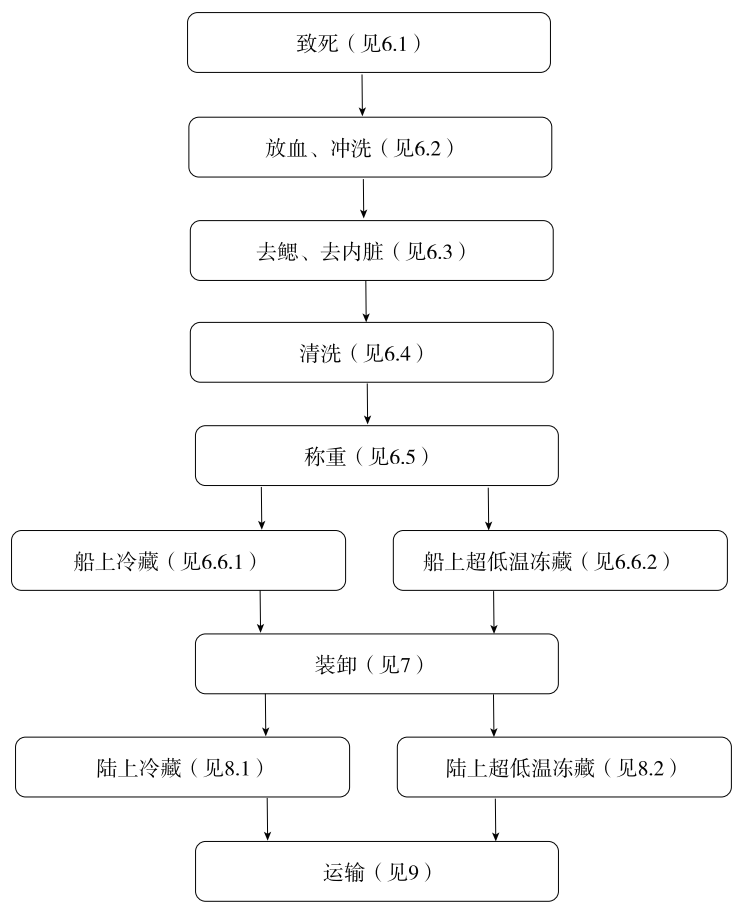 致死（见6.1）
放血、冲洗（见6.2）
去鳃、去内脏（见6.3）
清洗（见6.4）
称重（见6.5）
船上冷藏（见6.6.1）
船上超低温冻藏（见6.6.2）
装卸（见7）
陆上冷藏（见8.1）
陆上超低温冻藏（见8.2）
运输（见9）